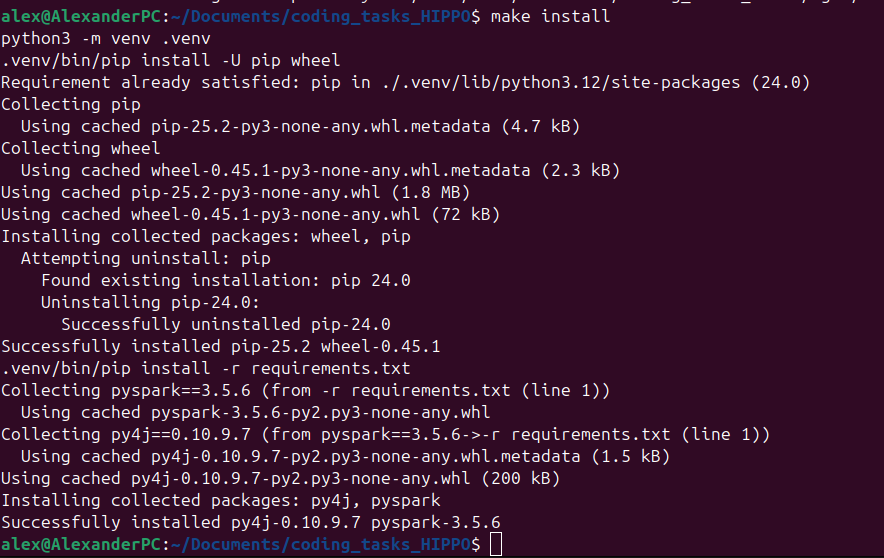 alex@AlexanderPC:~/Documents/coding_tasks_HIPPO$ make install
python3 -m venv .venv
.venv/bin/pip install -U pip wheel
Requirement already satisfied: pip in ./.venv/lib/python3.12/site-packages (24.0)
Collecting pip
  Using cached pip-25.2-py3-none-any.whl.metadata (4.7 kB)
Collecting wheel
  Using cached wheel-0.45.1-py3-none-any.whl.metadata (2.3 kB)
Using cached pip-25.2-py3-none-any.whl (1.8 MB)
Using cached wheel-0.45.1-py3-none-any.whl (72 kB)
Installing collected packages: wheel, pip
  Attempting uninstall: pip
    Found existing installation: pip 24.0
    Uninstalling pip-24.0:
      Successfully uninstalled pip-24.0
Successfully installed pip-25.2 wheel-0.45.1
.venv/bin/pip install -r requirements.txt
Collecting pyspark==3.5.6 (from -r requirements.txt (line 1))
  Using cached pyspark-3.5.6-py2.py3-none-any.whl
Collecting py4j==0.10.9.7 (from pyspark==3.5.6->-r requirements.txt (line 1))
  Using cached py4j-0.10.9.7-py2.py3-none-any.whl.metadata (1.5 kB)
Using cached py4j-0.10.9.7-py2.py3-none-any.whl (200 kB)
Installing collected packages: py4j, pyspark
Successfully installed py4j-0.10.9.7 pyspark-3.5.6
alex@AlexanderPC:~/Documents/coding_tasks_HIPPO$